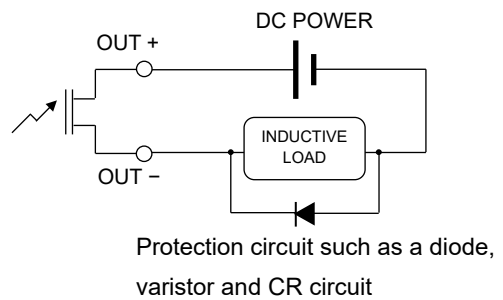 DC POWER
OUT +
INDUCTIVE
LOAD
OUT −
Protection circuit such as a diode,
varistor and CR circuit